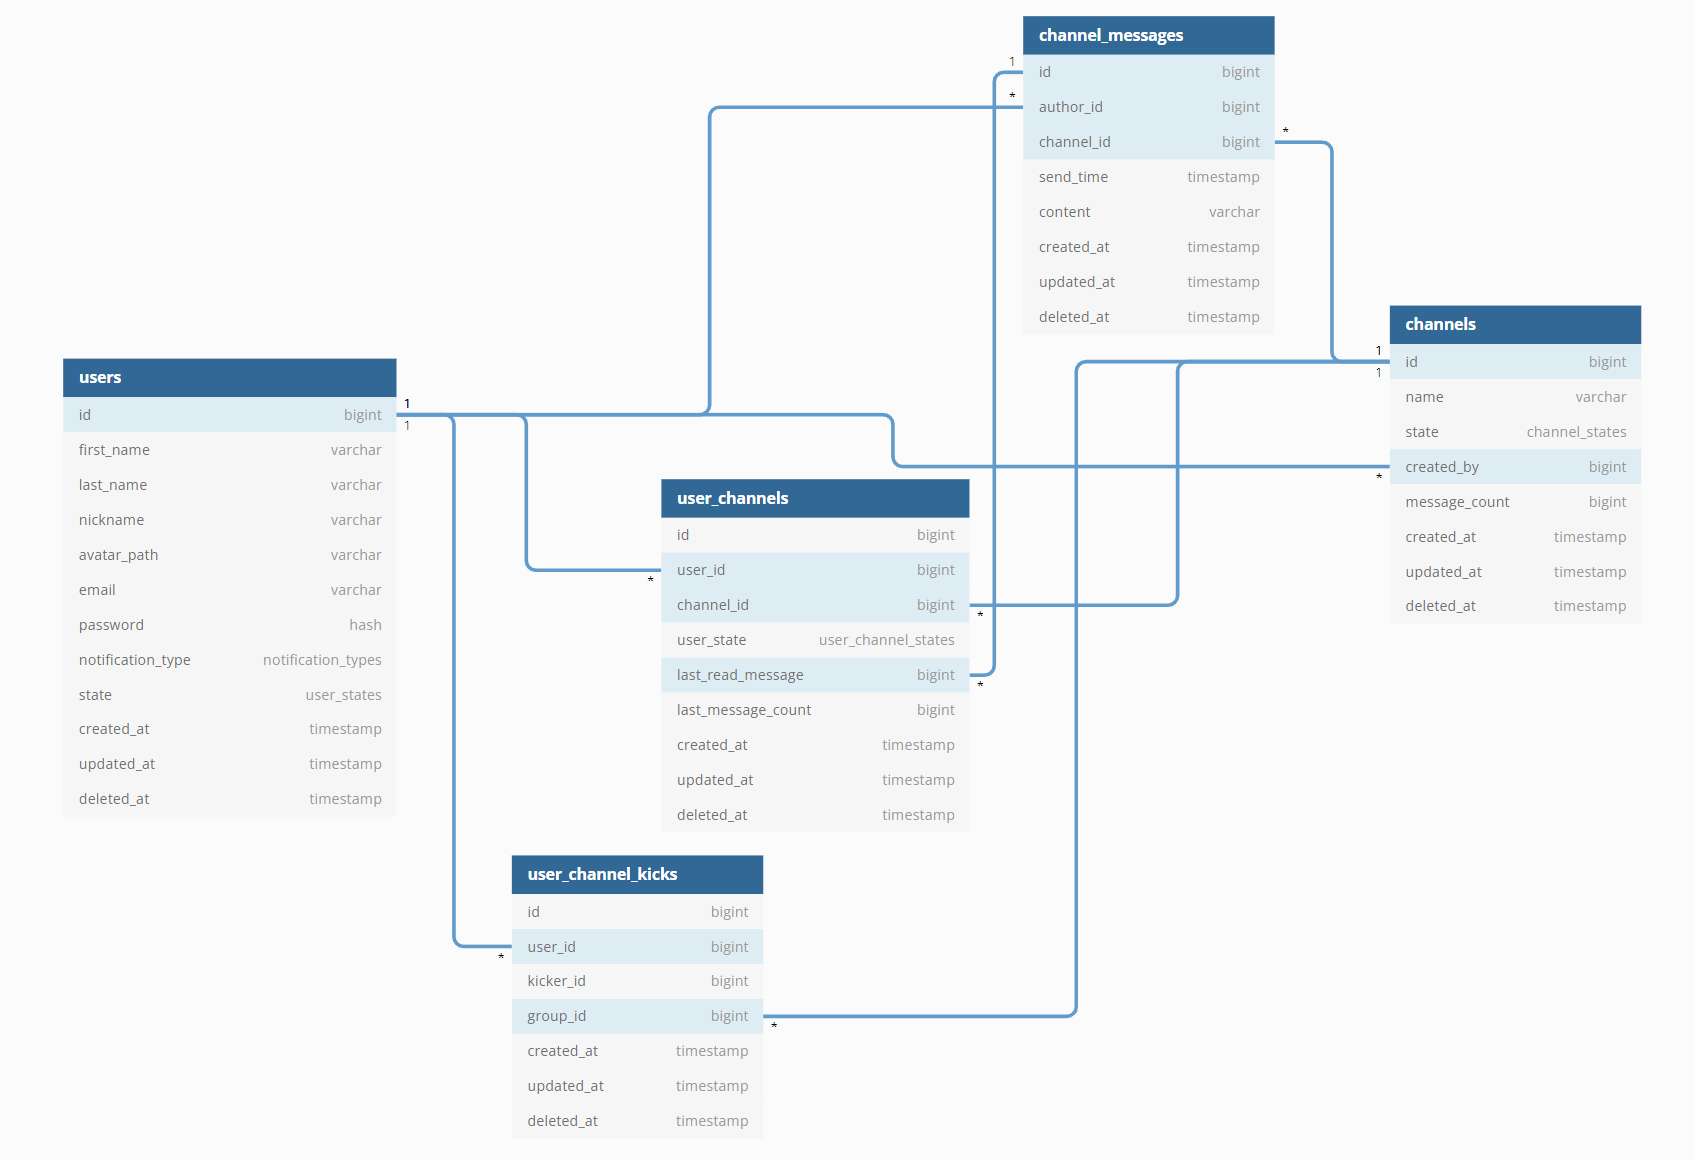 channel_messages
1
id bigint
*
author_id bigint
channel_id bigint
*
send_time timestamp
content varchar
created_at timestamp
updated_at timestamp
deleted_at timestamp
channels
1
id bigint
1
name varchar
state channel_states
created_by bigint
*
message_count bigint
created_at timestamp
updated_at timestamp
deleted_at timestamp
users
id bigint
1
1
first_name varchar
last_name varchar
nickname varchar
avatar_path varchar
email varchar
password hash
notification_type notification_types
state user_states
created_at timestamp
updated_at timestamp
deleted_at timestamp
user_channels
id bigint
user_id bigint
*
channel_id bigint
*
user_state user_channel_states
last_read_message bigint
*
last_message_count bigint
created_at timestamp
updated_at timestamp
deleted_at timestamp
user_channel_kicks
id bigint
user_id bigint
*
kicker_id bigint
group_id bigint
*
created_at timestamp
updated_at timestamp
deleted_at timestamp